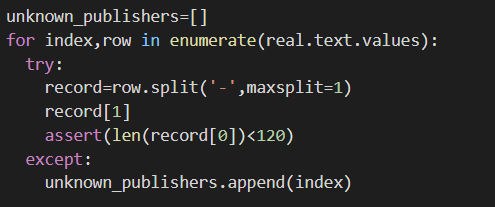 unknown_publishers=[]
for index,row in enumerate(real.text.values):
  try:
    record=row.split('-',maxsplit=1)
    record[1]
    assert(len(record[0])<120)
  except:
    unknown_publishers.append(index)